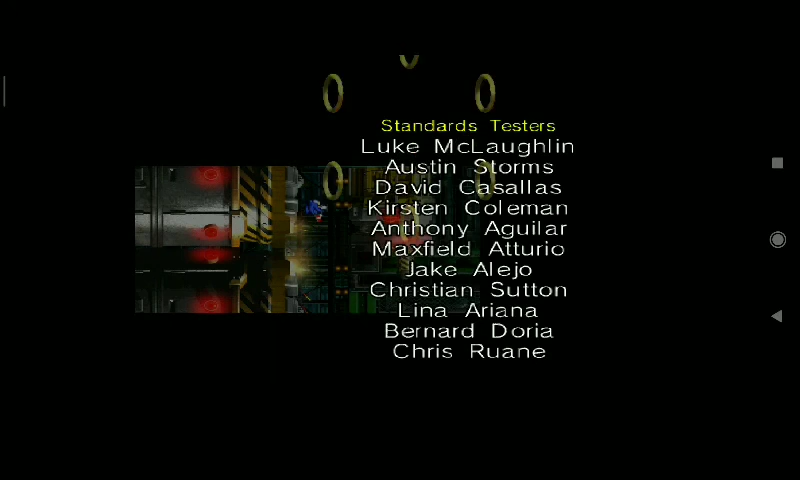 Standards Testers
Luke McLaughlin
Austin Storms
David Casallas
Kirsten Coleman
Anthony Aguilar
Maxfield Atturio
Jake Alejo
Christian Sutton
Lina Ariana
Bernard Doria
Chris Ruane